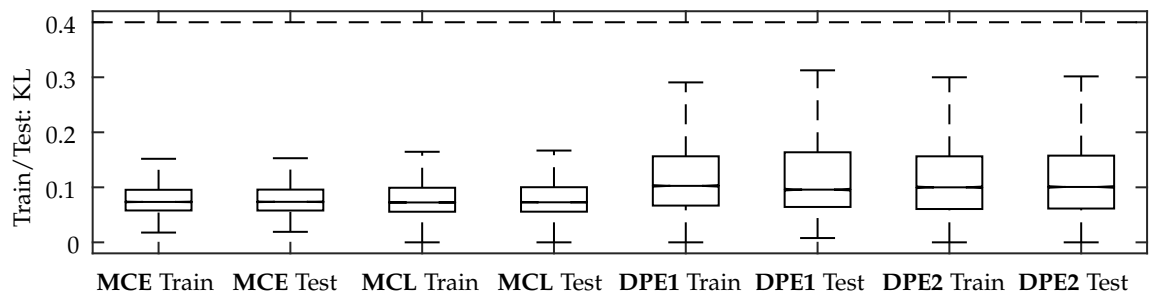 0.4
0.3
0.2
0.1
0
Train/Test: KL
MCE Train MCE Test MCL Train MCL Test DPE1 Train DPE1 Test DPE2 Train DPE2 Test